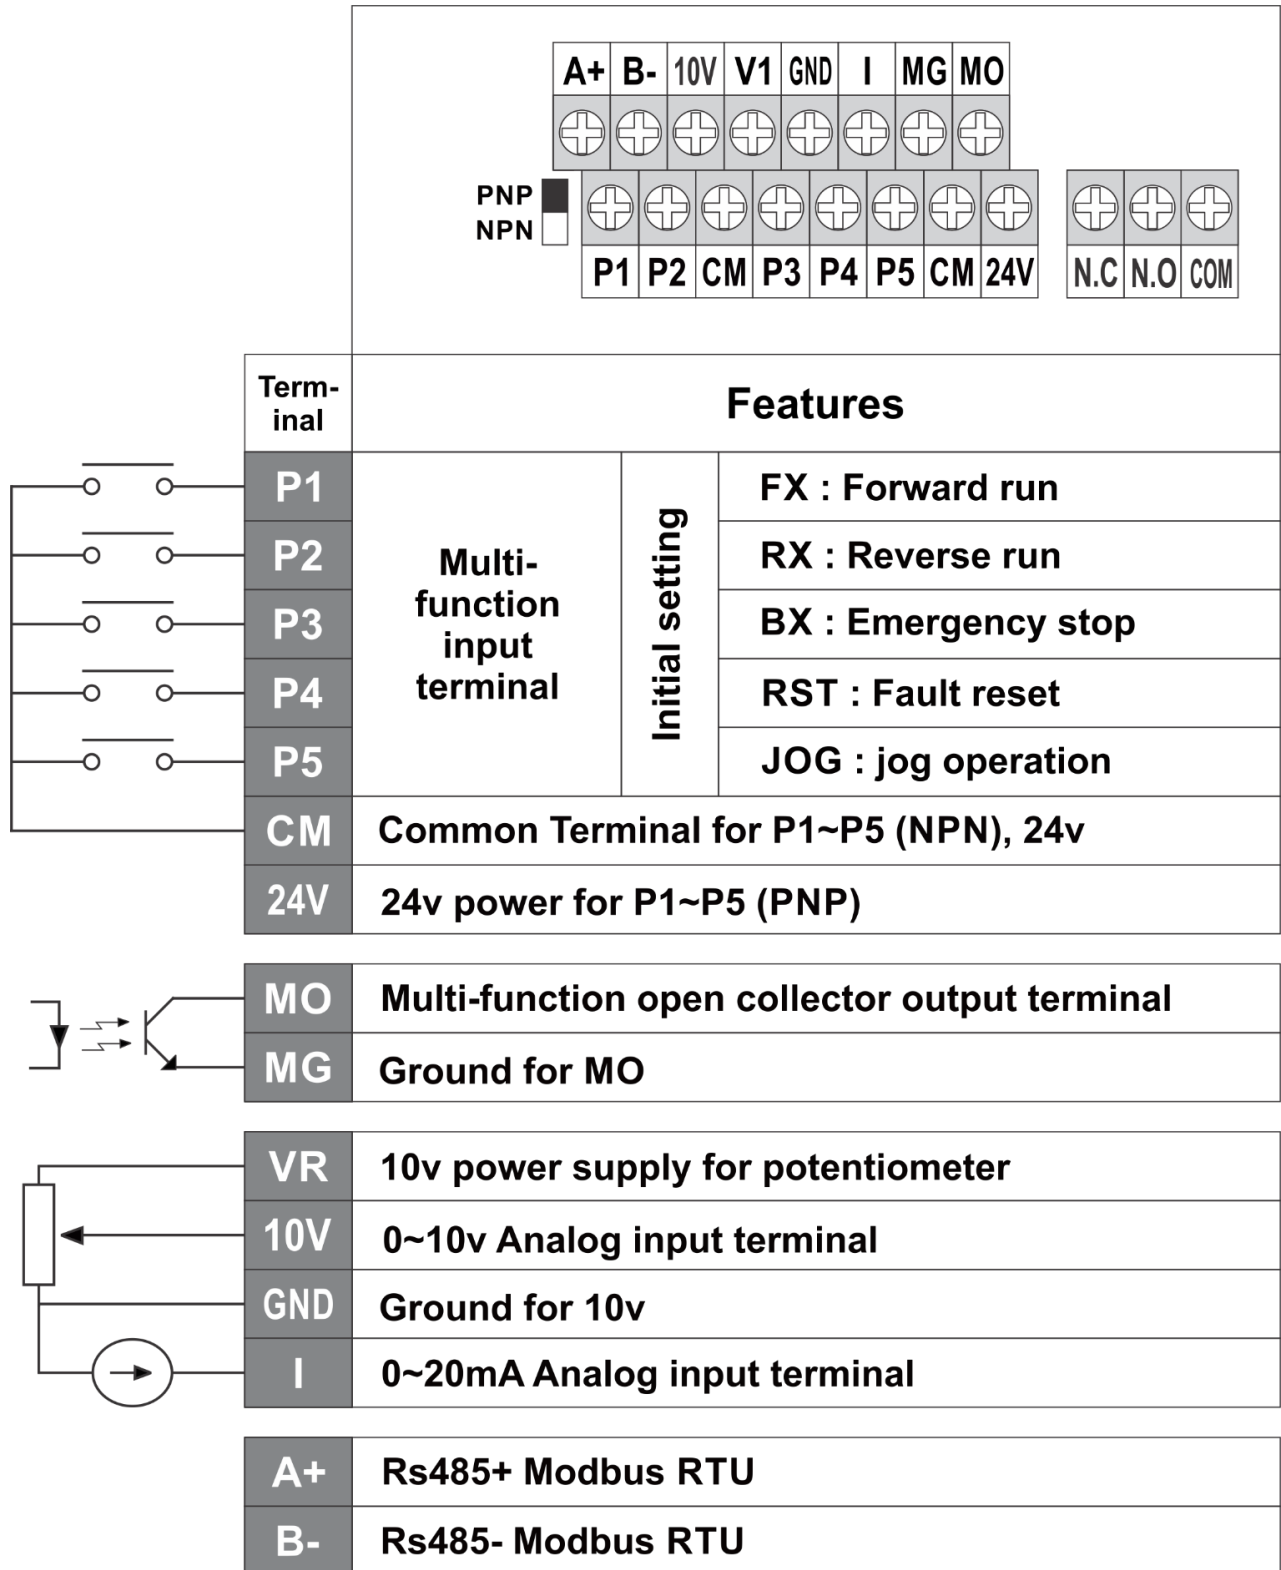 A+ B- 10V V1 GND I MG MO
PNP
NPN
P1 P2 CM P3 P4 P5 CM 24V N.C N.O COM
Term-
inal
Features
P1
P2
P3
P4
P5
Multi-
function
input
terminal
Initial setting
FX : Forward run
RX : Reverse run
BX : Emergency stop
RST : Fault reset
JOG : jog operation
CM Common Terminal for P1~P5 (NPN), 24v
24V 24v power for P1~P5 (PNP)
MO Multi-function open collector output terminal
MG Ground for MO
VR 10v power supply for potentiometer
10V 0~10v Analog input terminal
GND Ground for 10v
I 0~20mA Analog input terminal
A+ Rs485+ Modbus RTU
B- Rs485- Modbus RTU